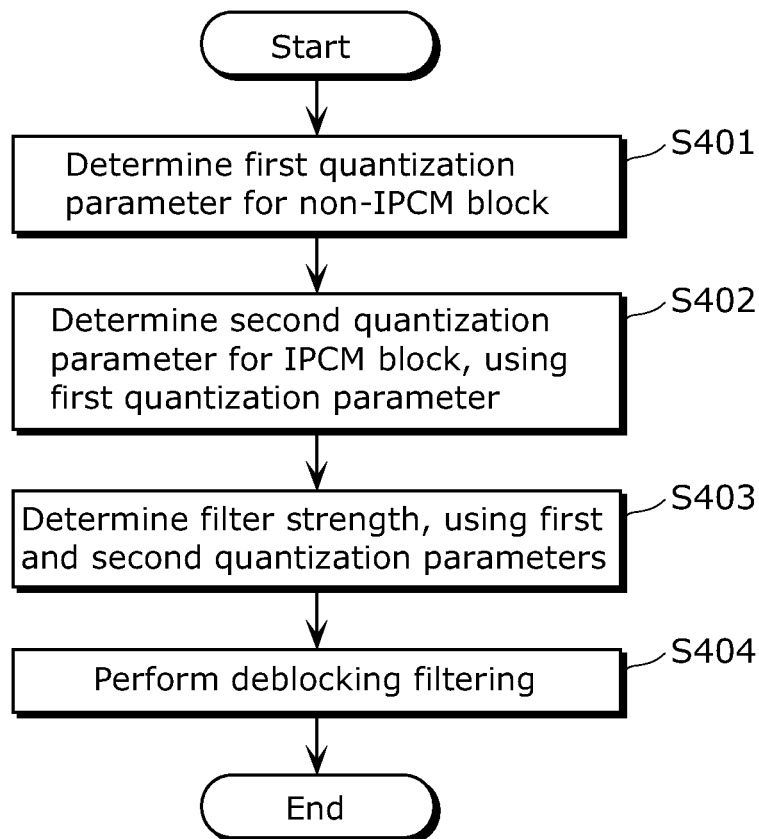 Start
Determine first quantization
parameter for non-IPCM block
S401
Determine second quantization
parameter for IPCM block, using
first quantization parameter
S402
Determine filter strength, using first
and second quantization parameters
S403
Perform deblocking filtering
S404
End